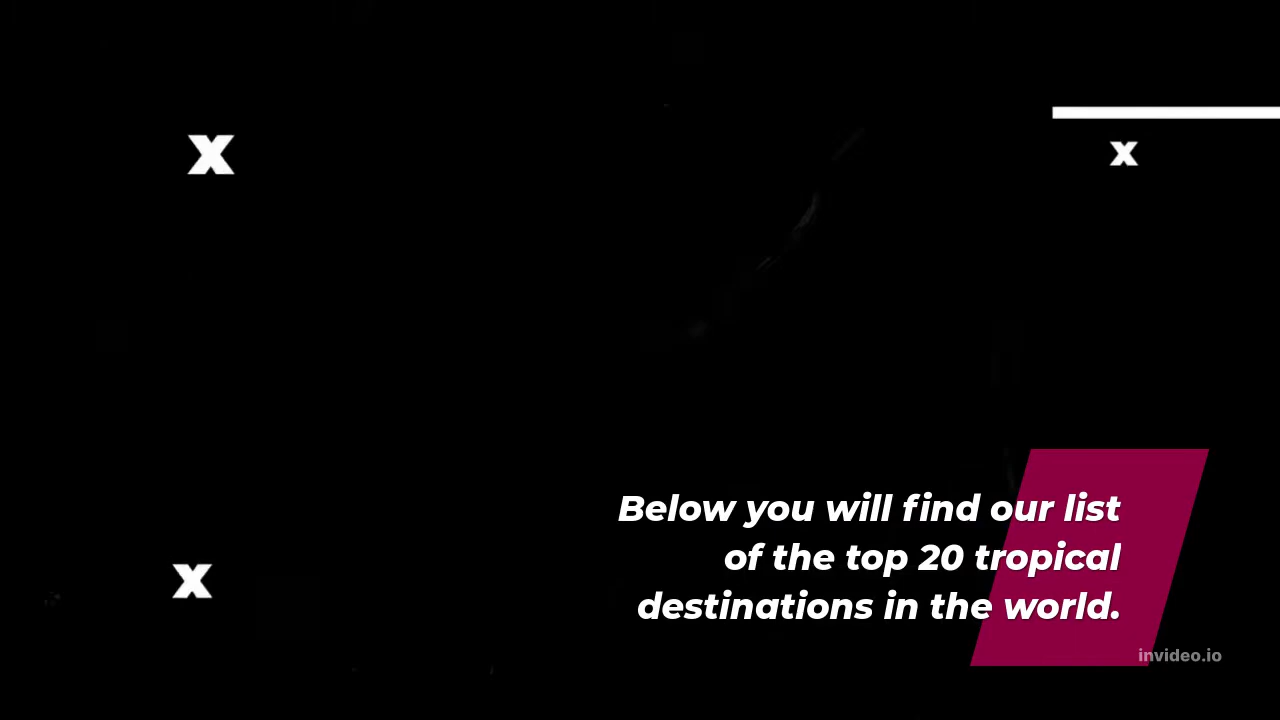 x
x
Below you will find our list
of the top 20 tropical
destinations in the world.
x
invideo.io